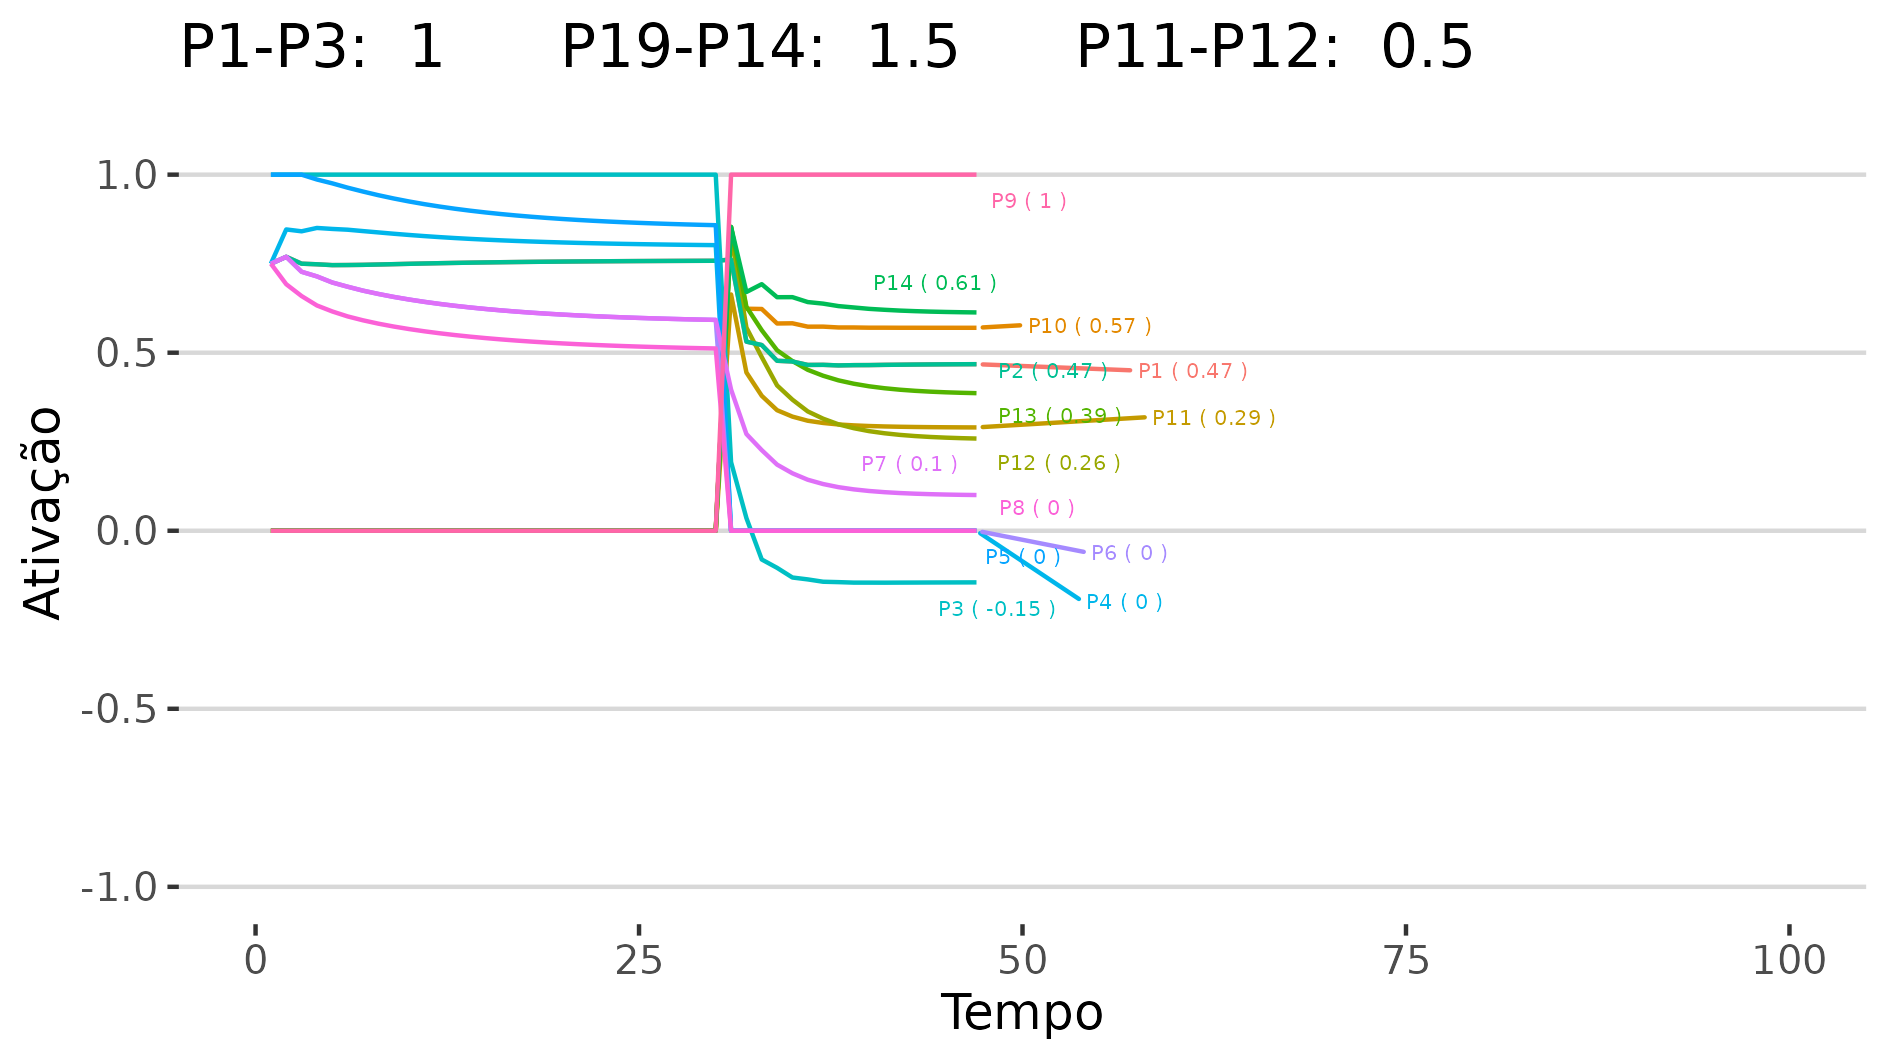 P1-P3: 1 P19-P14: 1.5 P11-P12: 0.5
1.0
P9 ( 1 )
P14 ( 0.61 )
P10 ( 0.57 )
0.5
P2 ( 0.47 ) P1 ( 0.47 )
P13 ( 0.39 ) P11 ( 0.29 )
P7 ( 0.1 ) P12 ( 0.26 )
P8 ( 0 )
0.0
P5 ( 0 ) P6 ( 0 )
P3 ( -0.15 ) P4 ( 0 )
-0.5
-1.0
Ativação
0 25 50 75 100
Tempo